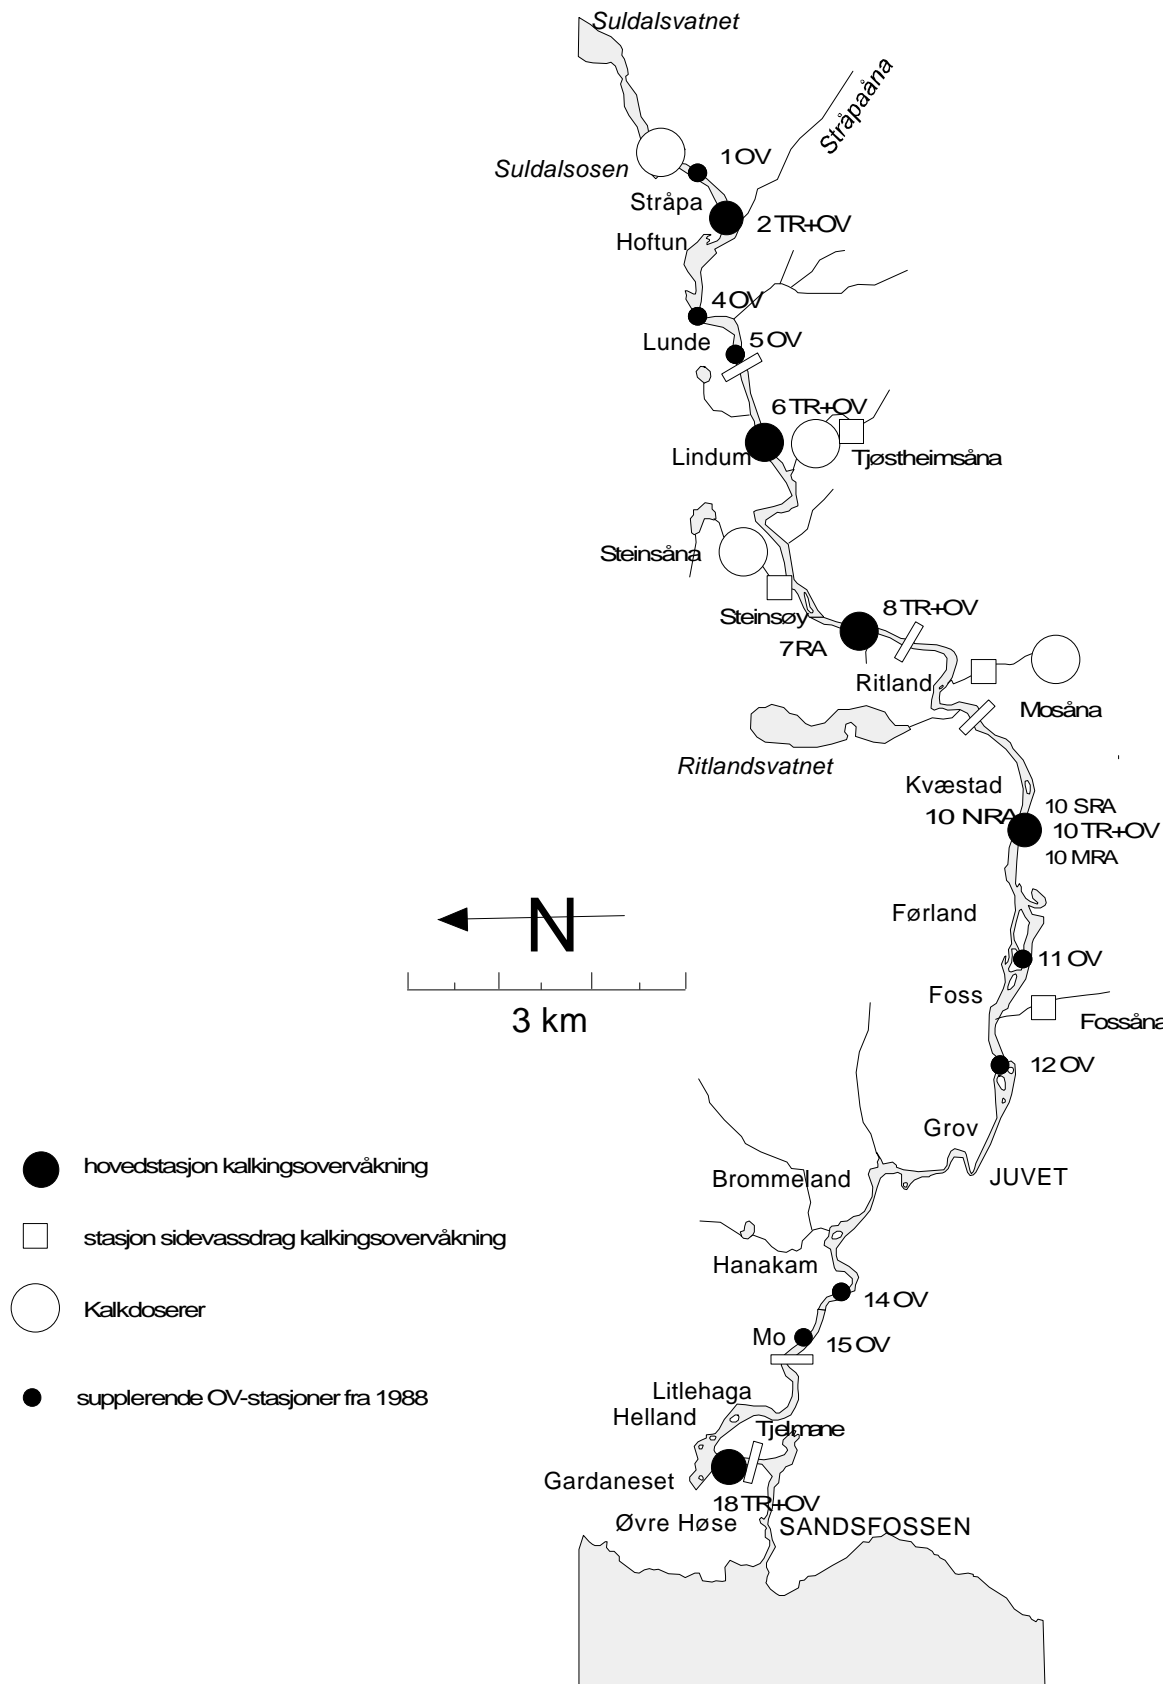 Suldalsvatnet
Stråpaåna
1 OV
Suldalsosen
Stråpa
2 TR+OV
Hoftun
4 OV
Lunde
5 OV
6 TR+OV
Lindum
Tjøstheimsåna
Steinsåna
8 TR+OV
Steinsøy
7 RA
Ritland
Mosåna
Ritlandsvatnet
Kvæstad
10 SRA
10 NRA
10 TR+OV
10 MRA
Førland
N
11 OV
Foss
3 km
Fossåna
12 OV
Grov
hovedstasjon kalkingsovervåkning
Brommeland
JUVET
stasjon sidevassdrag kalkingsovervåkning
Hanakam
14 OV
Kalkdoserer
Mo
15 OV
supplerende OV-stasjoner fra 1988
Litlehaga
Helland
Tjelmane
Gardaneset
18 TR+OV
Øvre Høse
SANDSFOSSEN